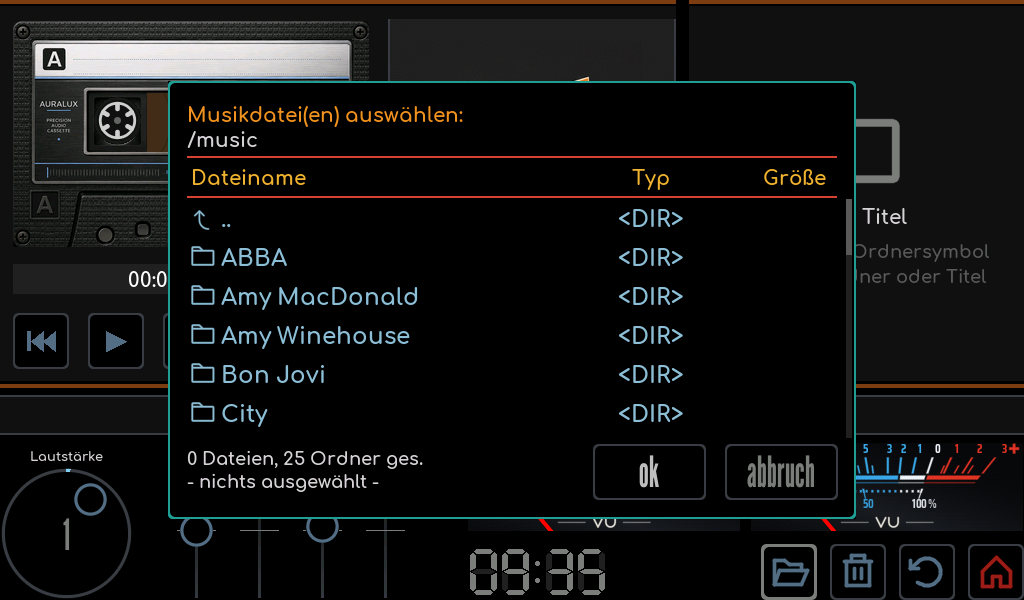 A
AURALUX
PRECISION
AUDIO
CASSETTE
A
00:0
Musikdatei(en) auswählen:
/music
Dateiname Typ Größe
.. <DIR>
ABBA <DIR>
Amy MacDonald <DIR>
Amy Winehouse <DIR>
Bon Jovi <DIR>
City <DIR>
0 Dateien, 25 Ordner ges.
- nichts ausgewählt -
ok
abbruch
Titel
Ordnersymbol
ner oder Titel
Lautstärke
1
5 3 2 1 0 1 2 3+
50 100%
VU
VU
09:35